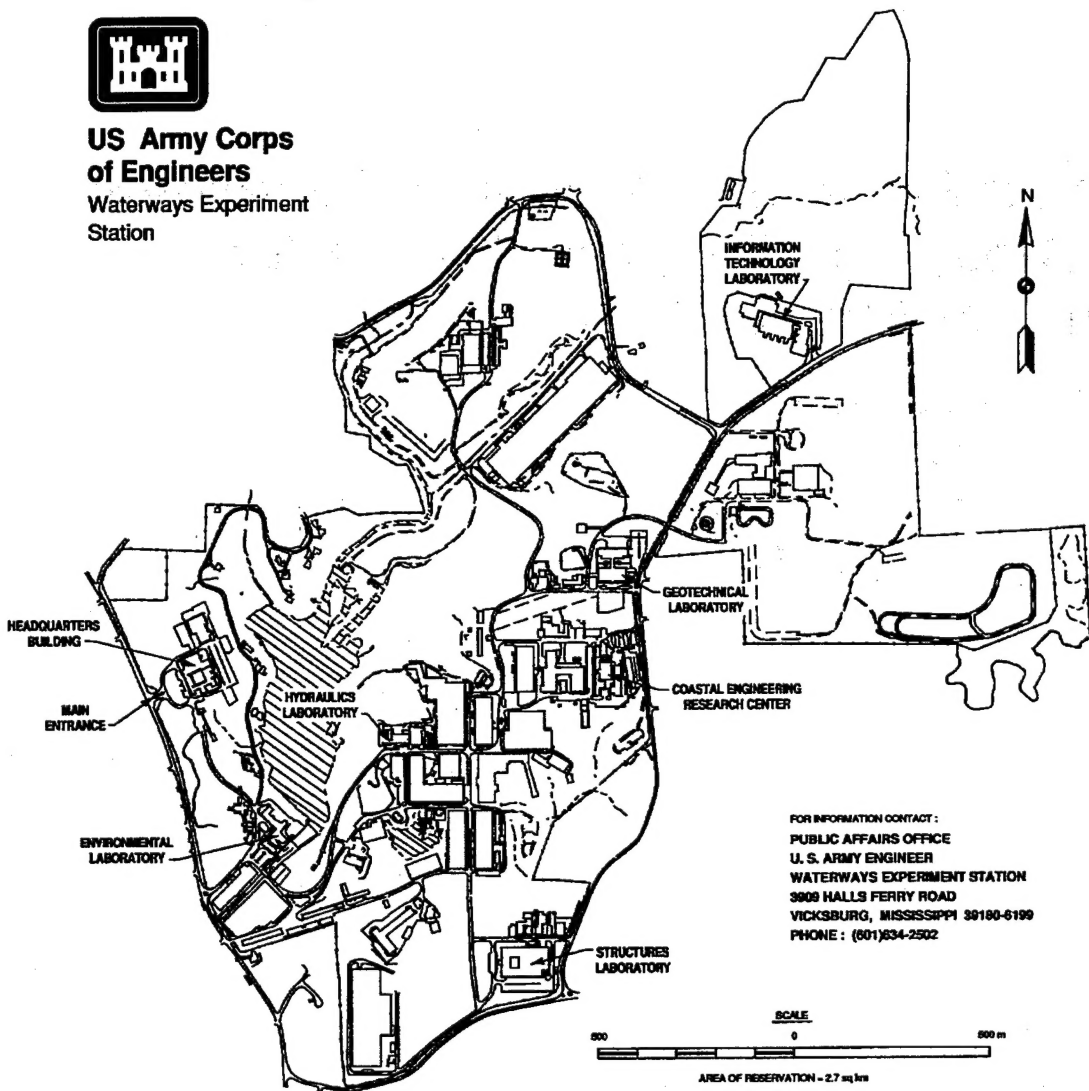 US Army Corps
of Engineers
Waterways Experiment
Station
N
INFORMATION
TECHNOLOGY
LABORATORY
GEOTECHNICAL
LABORATORY
HEADQUARTERS
BUILDING
MAIN
ENTRANCE
HYDRAULICS
LABORATORY
COASTAL ENGINEERING
RESEARCH CENTER
ENVIRONMENTAL
LABORATORY
STRUCTURES
LABORATORY
FOR INFORMATION CONTACT :
PUBLIC AFFAIRS OFFICE
U. S. ARMY ENGINEER
WATERWAYS EXPERIMENT STATION
3909 HALLS FERRY ROAD
VICKSBURG, MISSISSIPPI 39180-6199
PHONE : (601)634-2502
SCALE
500 0 500 m
AREA OF RESERVATION - 2.7 sq km